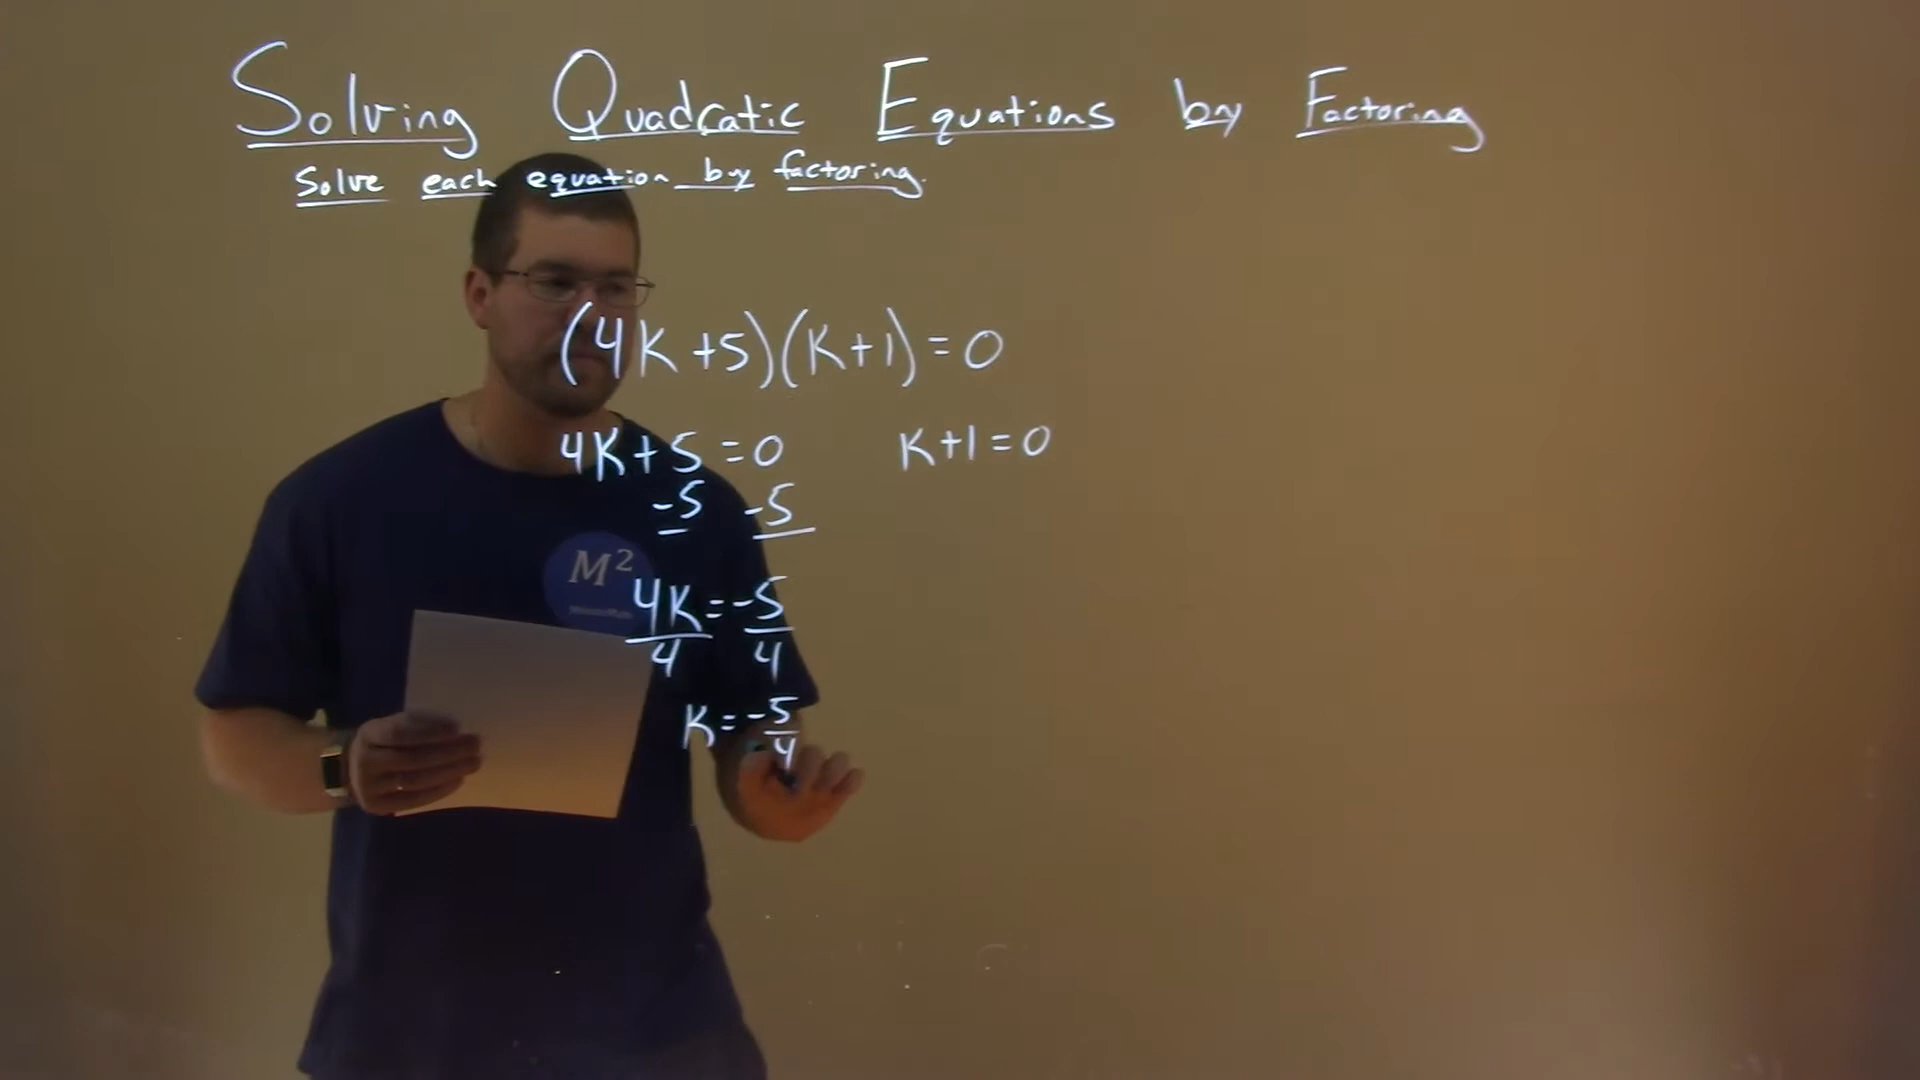 Solving Quadratic Equations by Factoring
Solve each equation by factoring.
(4K+5)(K+1)=0
4K+5=0 K+1=0
-5 -5
M²
4K=-5
4 4
K=-5
4